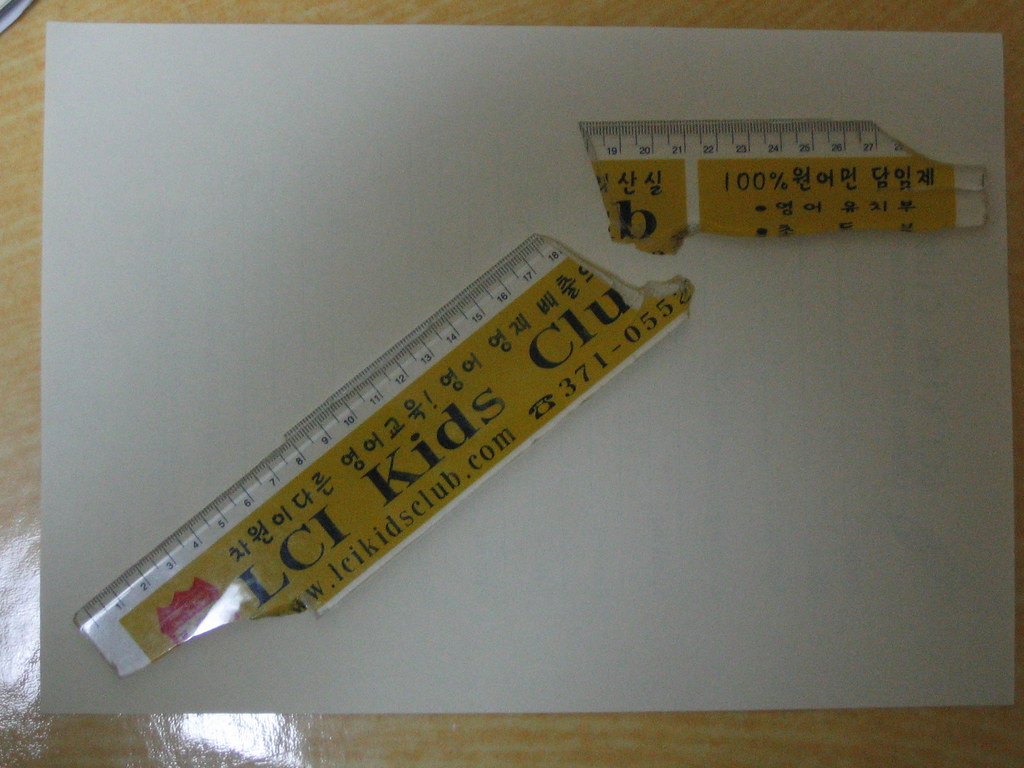 19 20 21 22 23 24 25 26 27
산실
100%원어민 담임제
b
• 영어 유치부
1 2 3 4 5 6 7 8 9 10 11 12 13 14 15 16 17 18
차원이다른 영어교육! 영어 영재 배출의
LCI Kids Clu
www.lcikidsclub.com ☎371-055